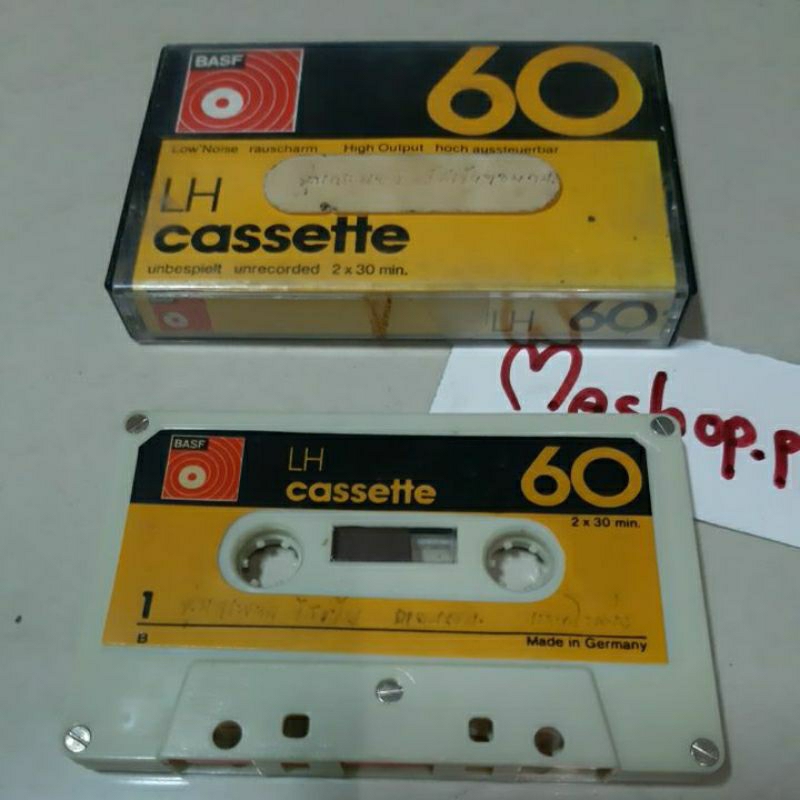 BASF
60
Low Noise rauscharm High Output hoch aussteuerbar
LH
cassette
unbespielt unrecorded 2 x 30 min.
LH 60
Meshop.p
BASF
LH
cassette
60
2 x 30 min.
1
B
Made in Germany